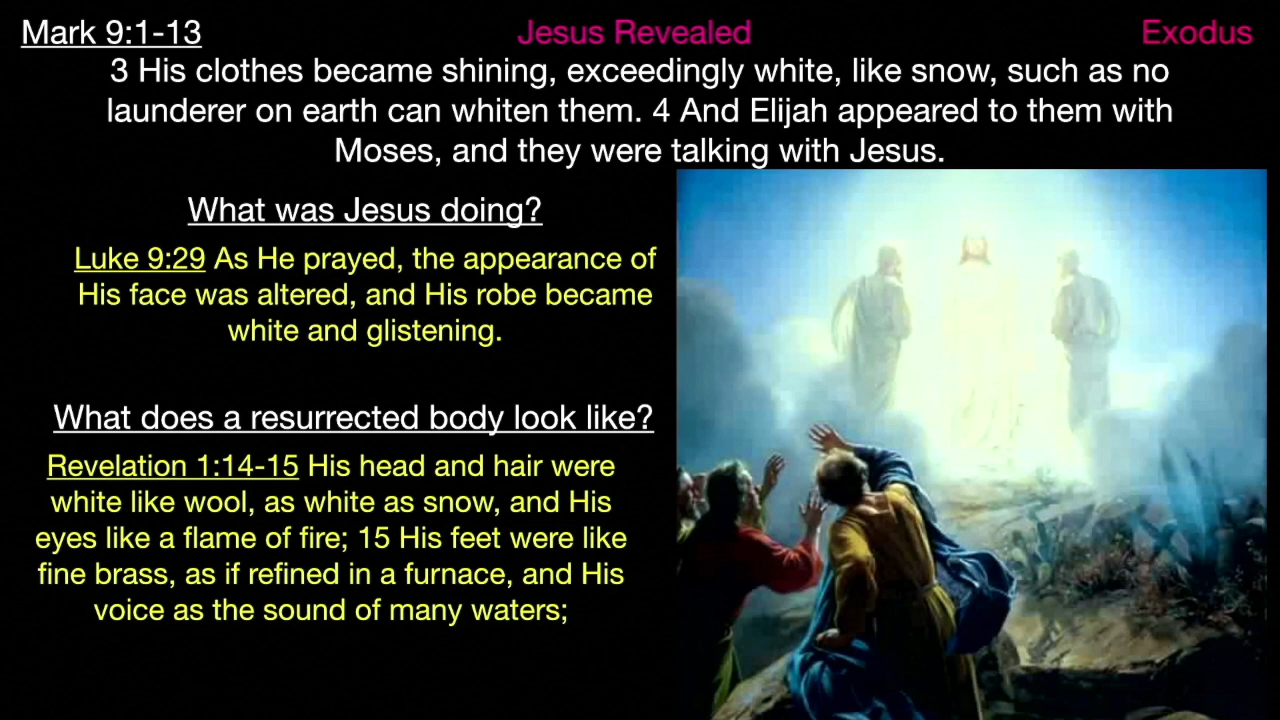 Mark 9:1-13 Jesus Revealed Exodus
3 His clothes became shining, exceedingly white, like snow, such as no
launderer on earth can whiten them. 4 And Elijah appeared to them with
Moses, and they were talking with Jesus.
What was Jesus doing?
Luke 9:29 As He prayed, the appearance of
His face was altered, and His robe became
white and glistening.
What does a resurrected body look like?
Revelation 1:14-15 His head and hair were
white like wool, as white as snow, and His
eyes like a flame of fire; 15 His feet were like
fine brass, as if refined in a furnace, and His
voice as the sound of many waters;